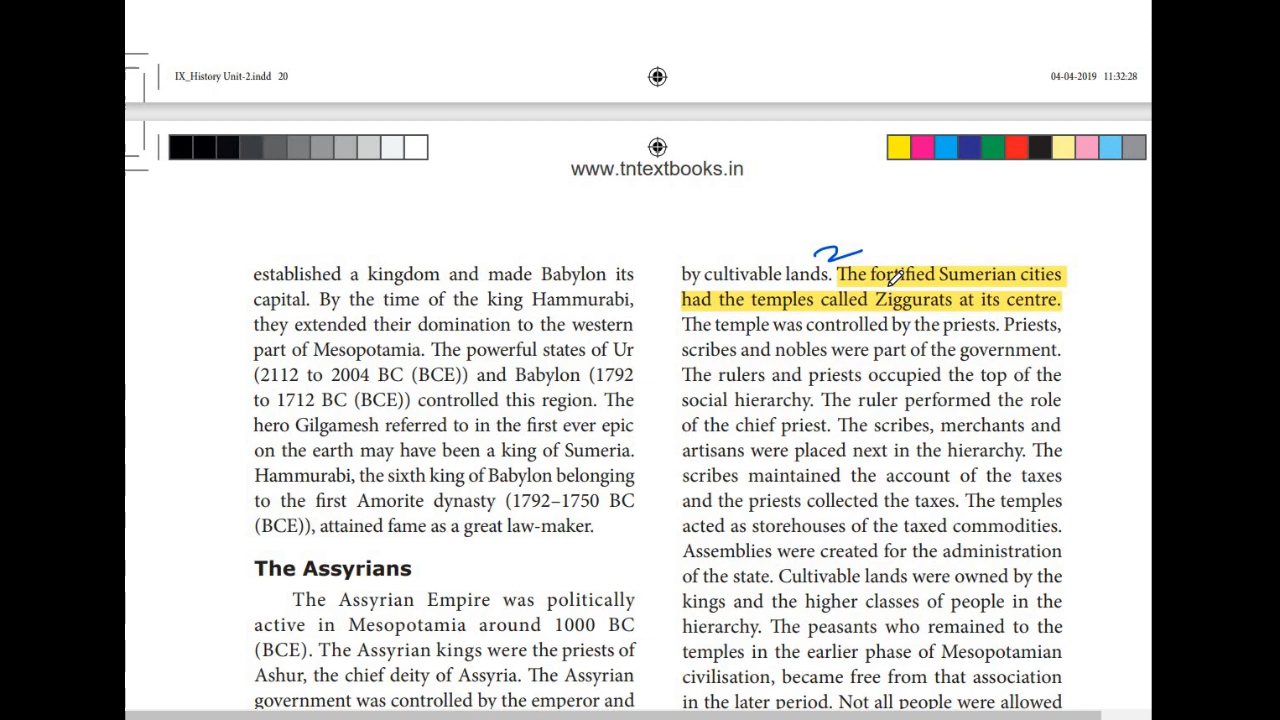 IX_History Unit-2.indd 20
04-04-2019 11:32:28
www.tntextbooks.in
established a kingdom and made Babylon its
capital. By the time of the king Hammurabi,
they extended their domination to the western
part of Mesopotamia. The powerful states of Ur
(2112 to 2004 BC (BCE)) and Babylon (1792
to 1712 BC (BCE)) controlled this region. The
hero Gilgamesh referred to in the first ever epic
on the earth may have been a king of Sumeria.
Hammurabi, the sixth king of Babylon belonging
to the first Amorite dynasty (1792–1750 BC
(BCE)), attained fame as a great law-maker.
The Assyrians
The Assyrian Empire was politically
active in Mesopotamia around 1000 BC
(BCE). The Assyrian kings were the priests of
Ashur, the chief deity of Assyria. The Assyrian
government was controlled by the emperor and
2
by cultivable lands. The fortified Sumerian cities
had the temples called Ziggurats at its centre.
The temple was controlled by the priests. Priests,
scribes and nobles were part of the government.
The rulers and priests occupied the top of the
social hierarchy. The ruler performed the role
of the chief priest. The scribes, merchants and
artisans were placed next in the hierarchy. The
scribes maintained the account of the taxes
and the priests collected the taxes. The temples
acted as storehouses of the taxed commodities.
Assemblies were created for the administration
of the state. Cultivable lands were owned by the
kings and the higher classes of people in the
hierarchy. The peasants who remained to the
temples in the earlier phase of Mesopotamian
civilisation, became free from that association
in the later period. Not all people were allowed